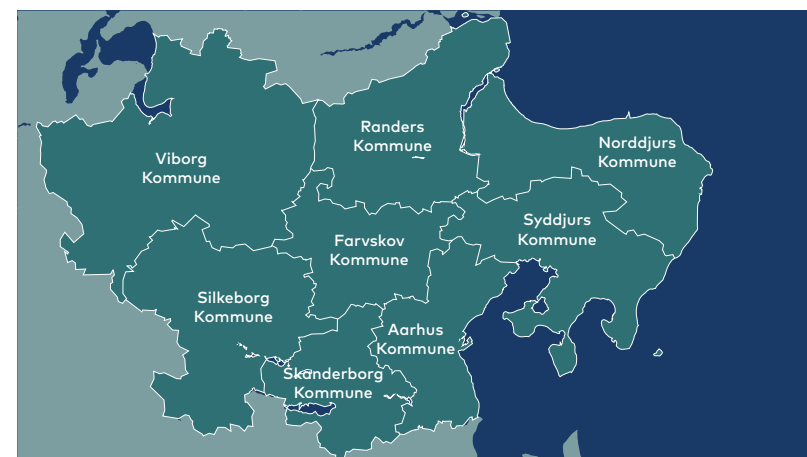 Randers
Kommune
Norddjurs
Kommune
Viborg
Kommune
Syddjurs
Kommune
Farvskov
Kommune
Silkeborg
Kommune
Aarhus
Kommune
Skanderborg
Kommune